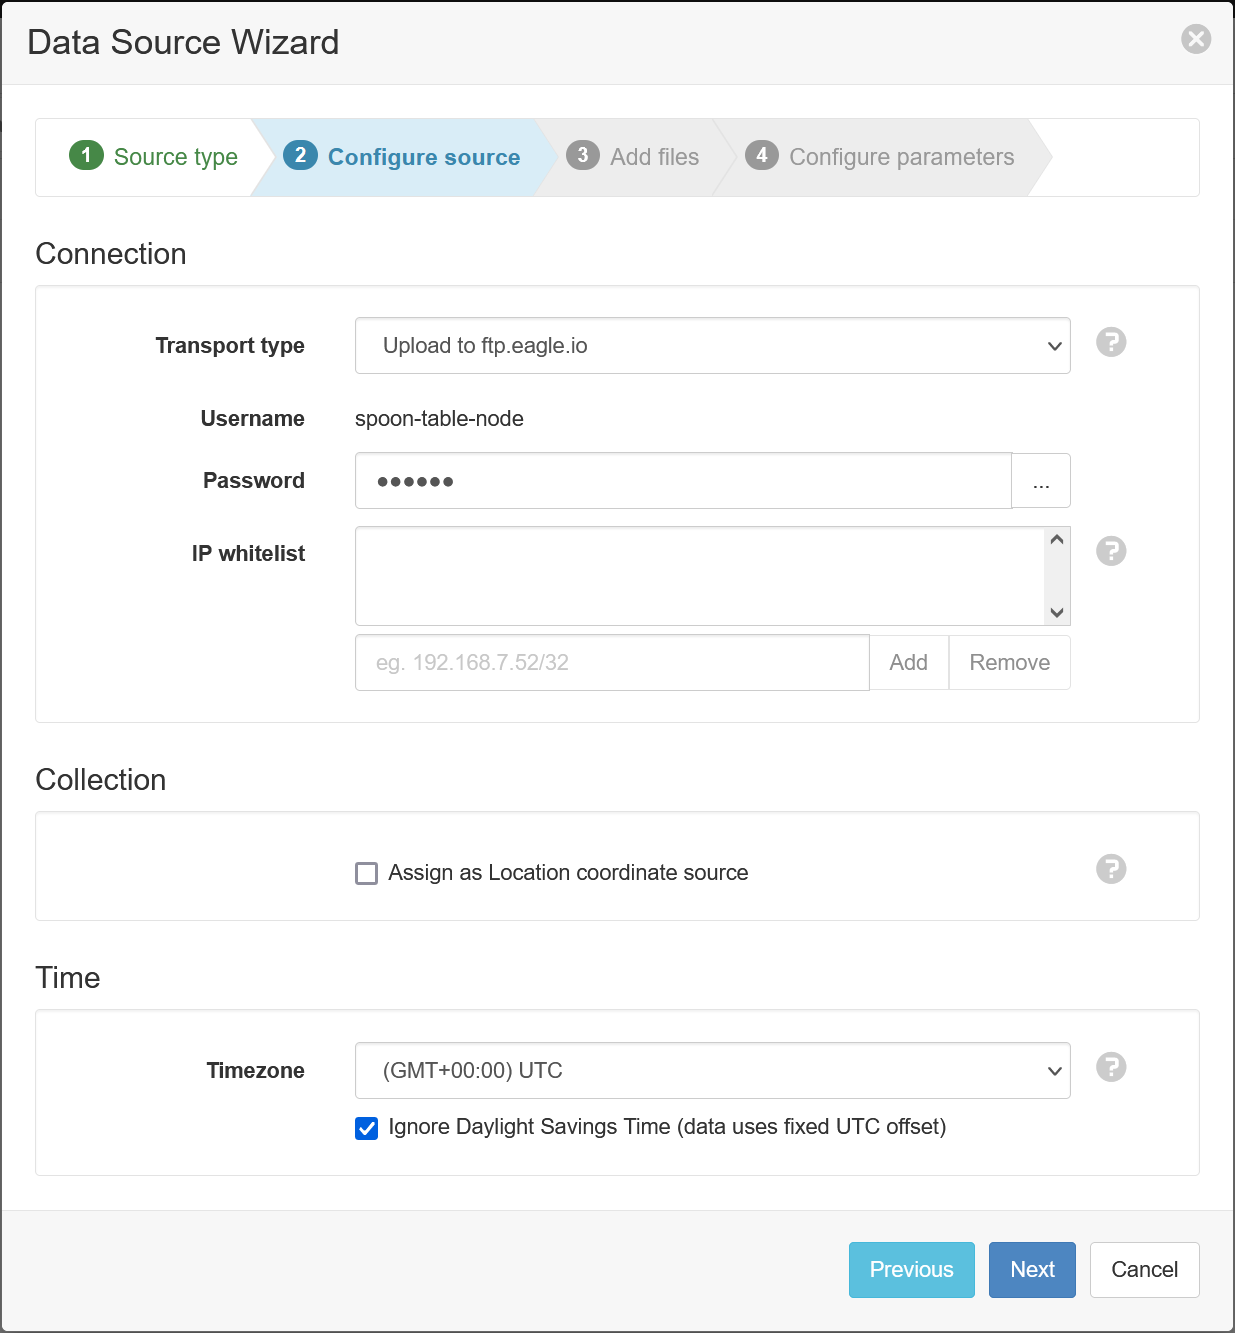 Data Source Wizard
1 Source type 2 Configure source 3 Add files 4 Configure parameters
Connection
Transport type Upload to ftp.eagle.io ?
Username spoon-table-node
Password ●●●●●● ...
IP whitelist ?
eg. 192.168.7.52/32 Add Remove
Collection
Assign as Location coordinate source ?
Time
Timezone (GMT+00:00) UTC ?
Ignore Daylight Savings Time (data uses fixed UTC offset)
Previous Next Cancel